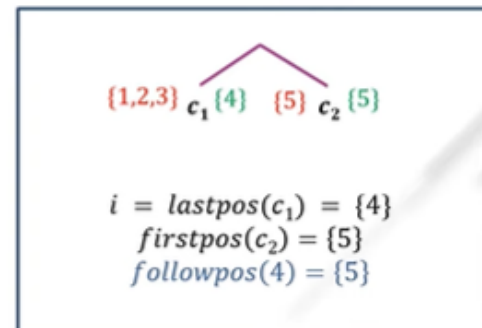 {1,2,3} c₁ {4} {5} c₂ {5}
i = lastpos(c₁) = {4}
firstpos(c₂) = {5}
followpos(4) = {5}